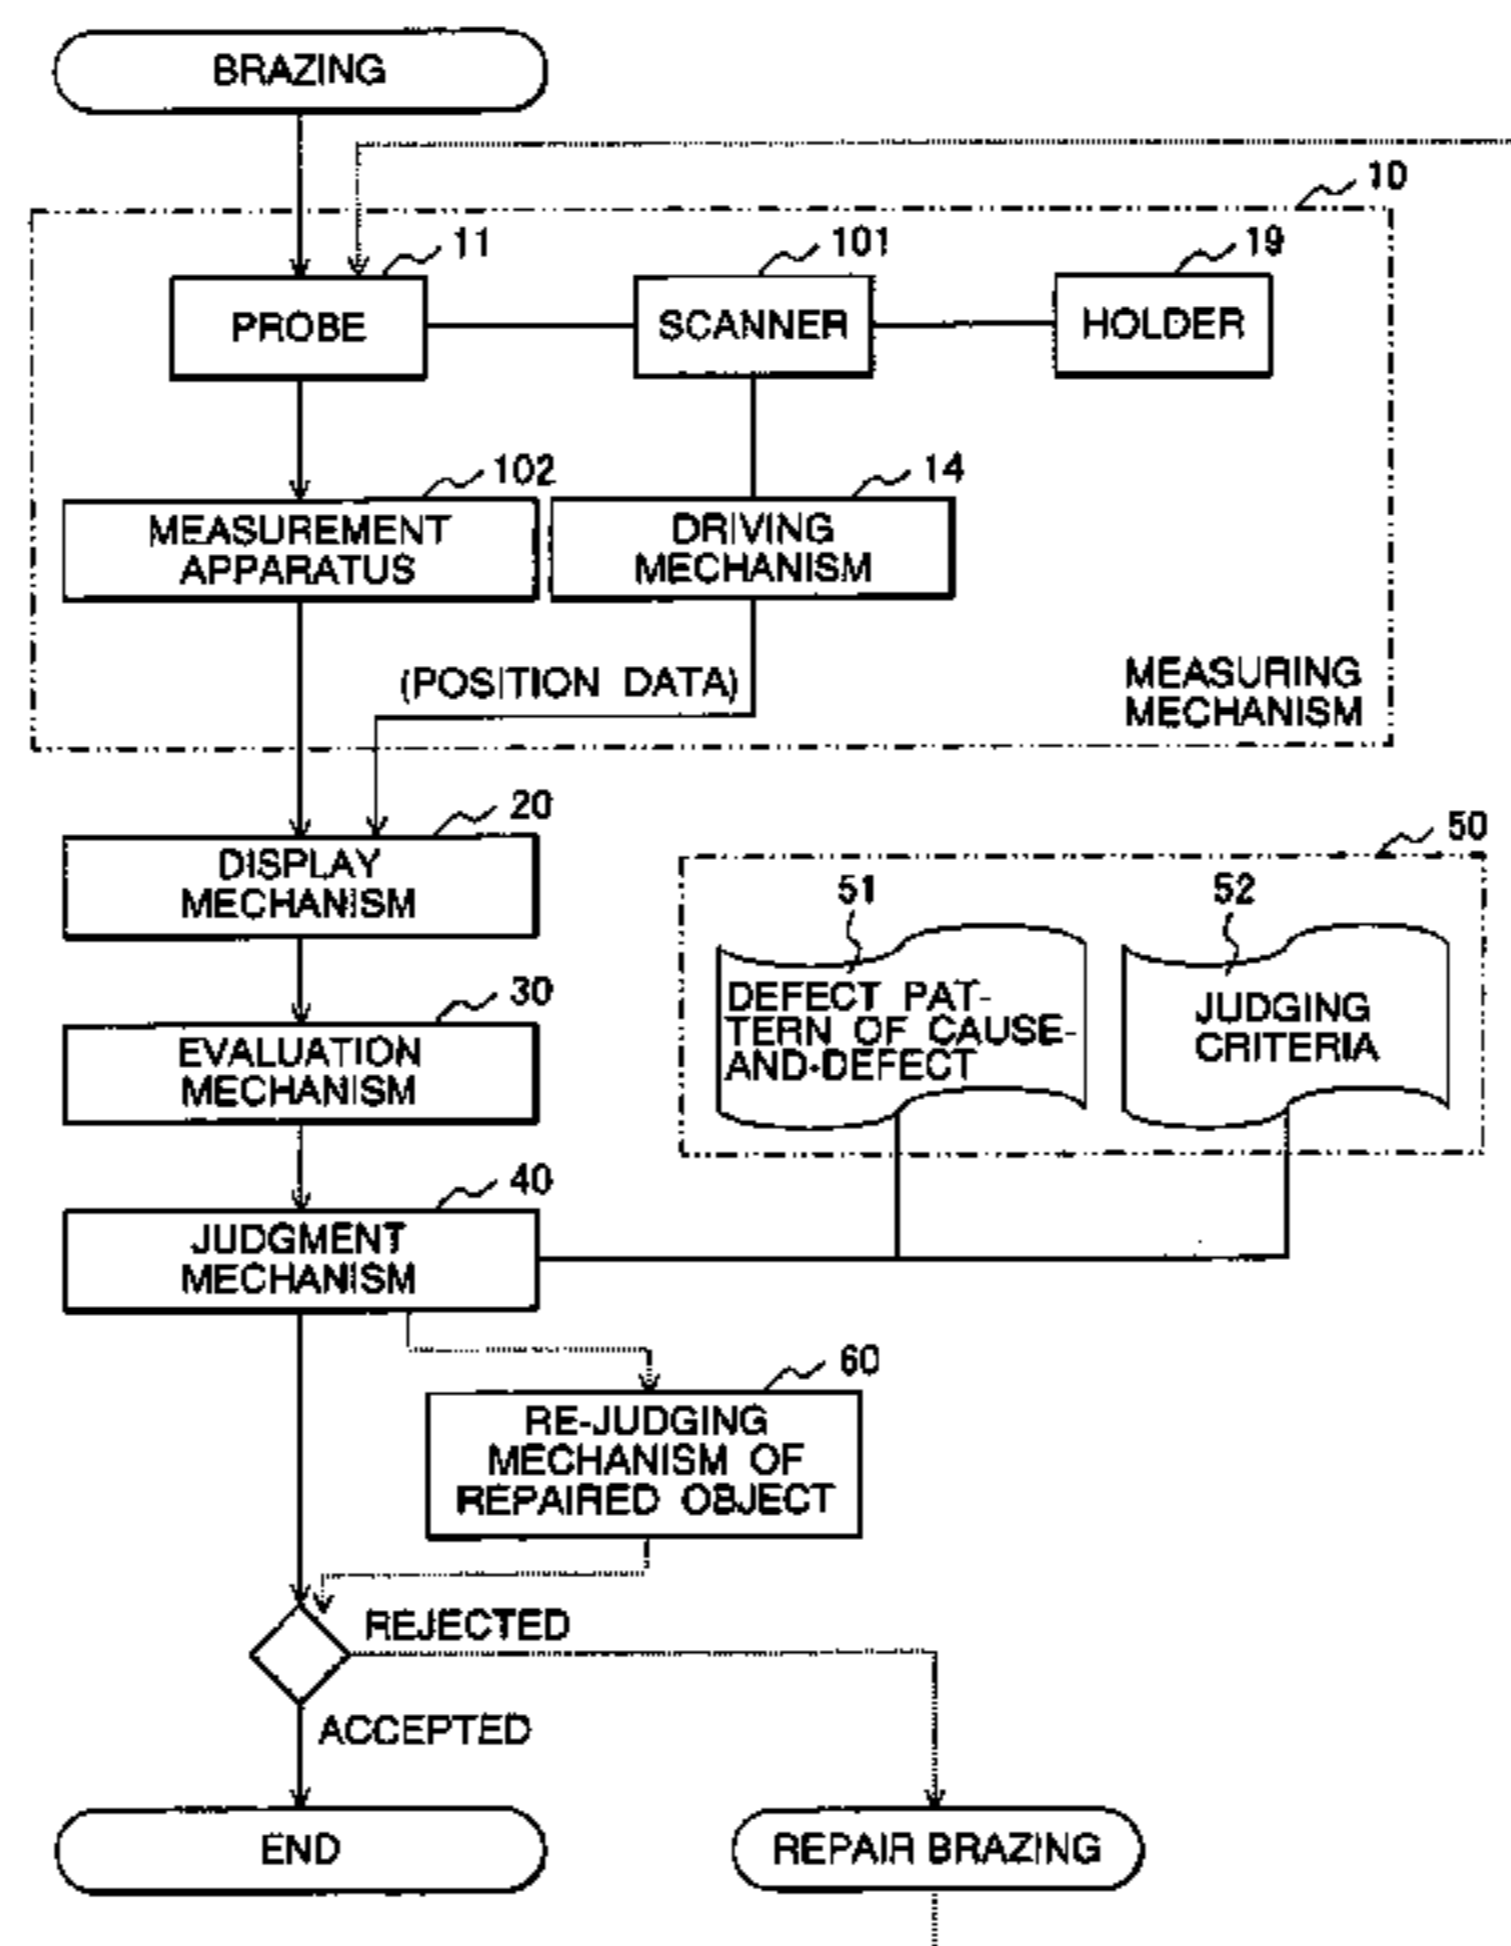 BRAZING
10
11
101
19
PROBE
SCANNER
HOLDER
102
14
MEASUREMENT
APPARATUS
DRIVING
MECHANISM
(POSITION DATA)
MEASURING
MECHANISM
20
50
DISPLAY
MECHANISM
51
52
DEFECT PAT-
TERN OF CAUSE-
AND-DEFECT
JUDGING
CRITERIA
30
EVALUATION
MECHANISM
40
JUDGMENT
MECHANISM
60
RE-JUDGING
MECHANISM OF
REPAIRED OBJECT
REJECTED
ACCEPTED
END
REPAIR BRAZING